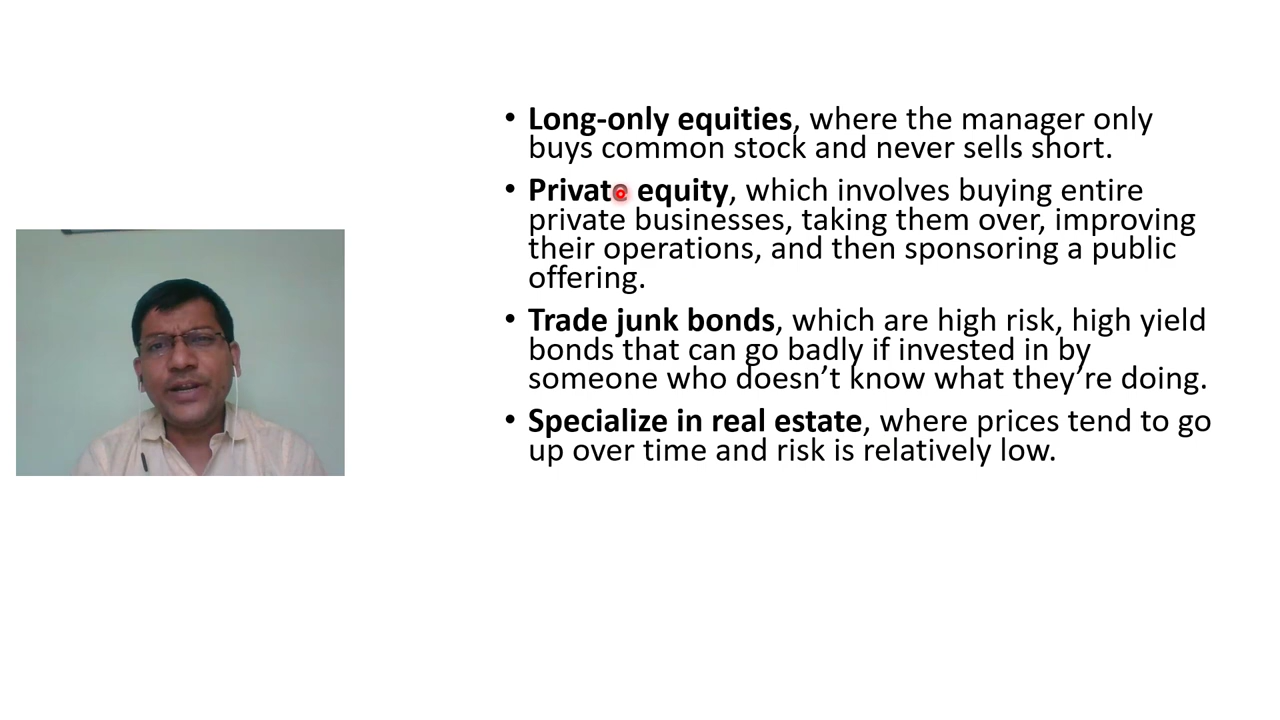 • Long-only equities, where the manager only
buys common stock and never sells short.
• Private equity, which involves buying entire
private businesses, taking them over, improving
their operations, and then sponsoring a public
offering.
• Trade junk bonds, which are high risk, high yield
bonds that can go badly if invested in by
someone who doesn’t know what they’re doing.
• Specialize in real estate, where prices tend to go
up over time and risk is relatively low.